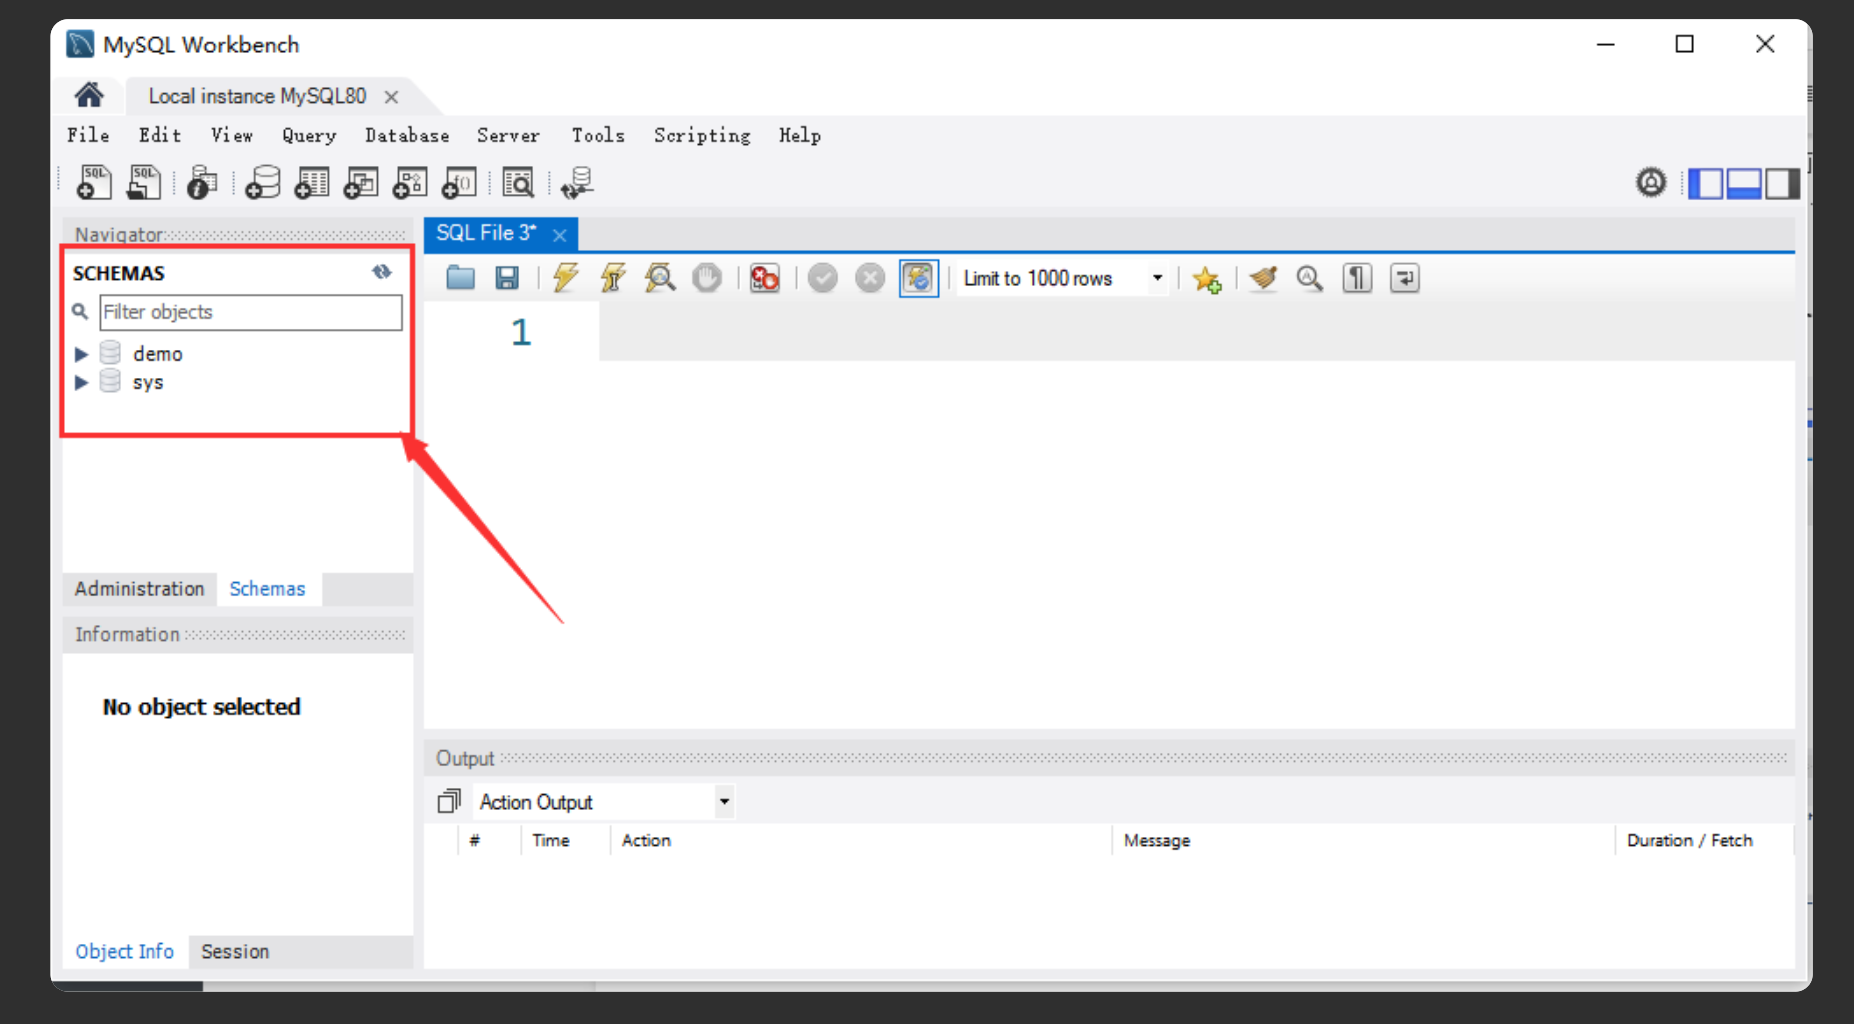 MySQL Workbench
Local instance MySQL80
File Edit View Query Database Server Tools Scripting Help
SQL SQL f()
Navigator
SQL File 3*
SCHEMAS
Limit to 1000 rows
Filter objects
1
demo
sys
Administration Schemas
Information
No object selected
Output
Action Output
# Time Action Message Duration / Fetch
Object Info Session